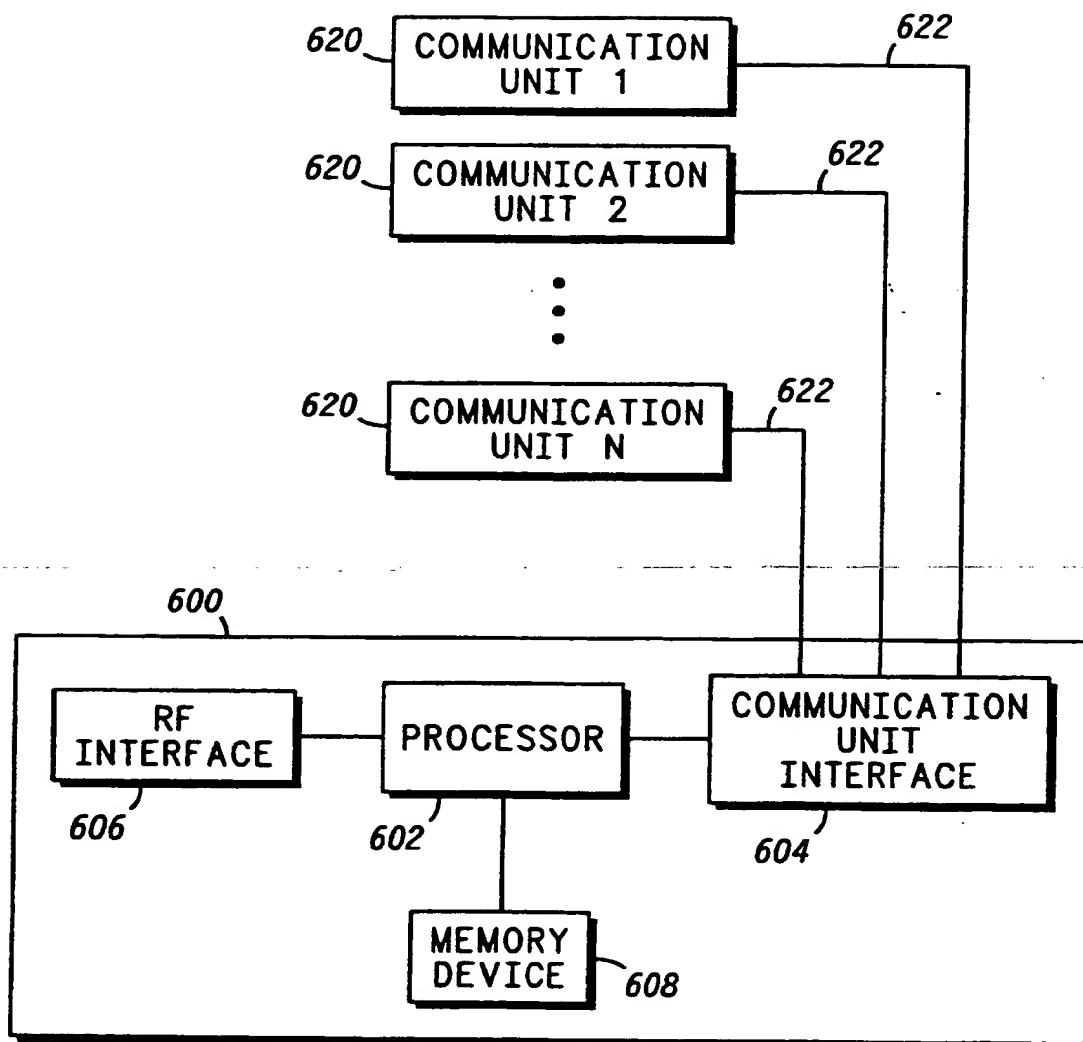 620
COMMUNICATION
UNIT 1
622
620
COMMUNICATION
UNIT 2
622
620
COMMUNICATION
UNIT N
622
600
RF
INTERFACE
606
PROCESSOR
602
COMMUNICATION
UNIT
INTERFACE
604
MEMORY
DEVICE
608